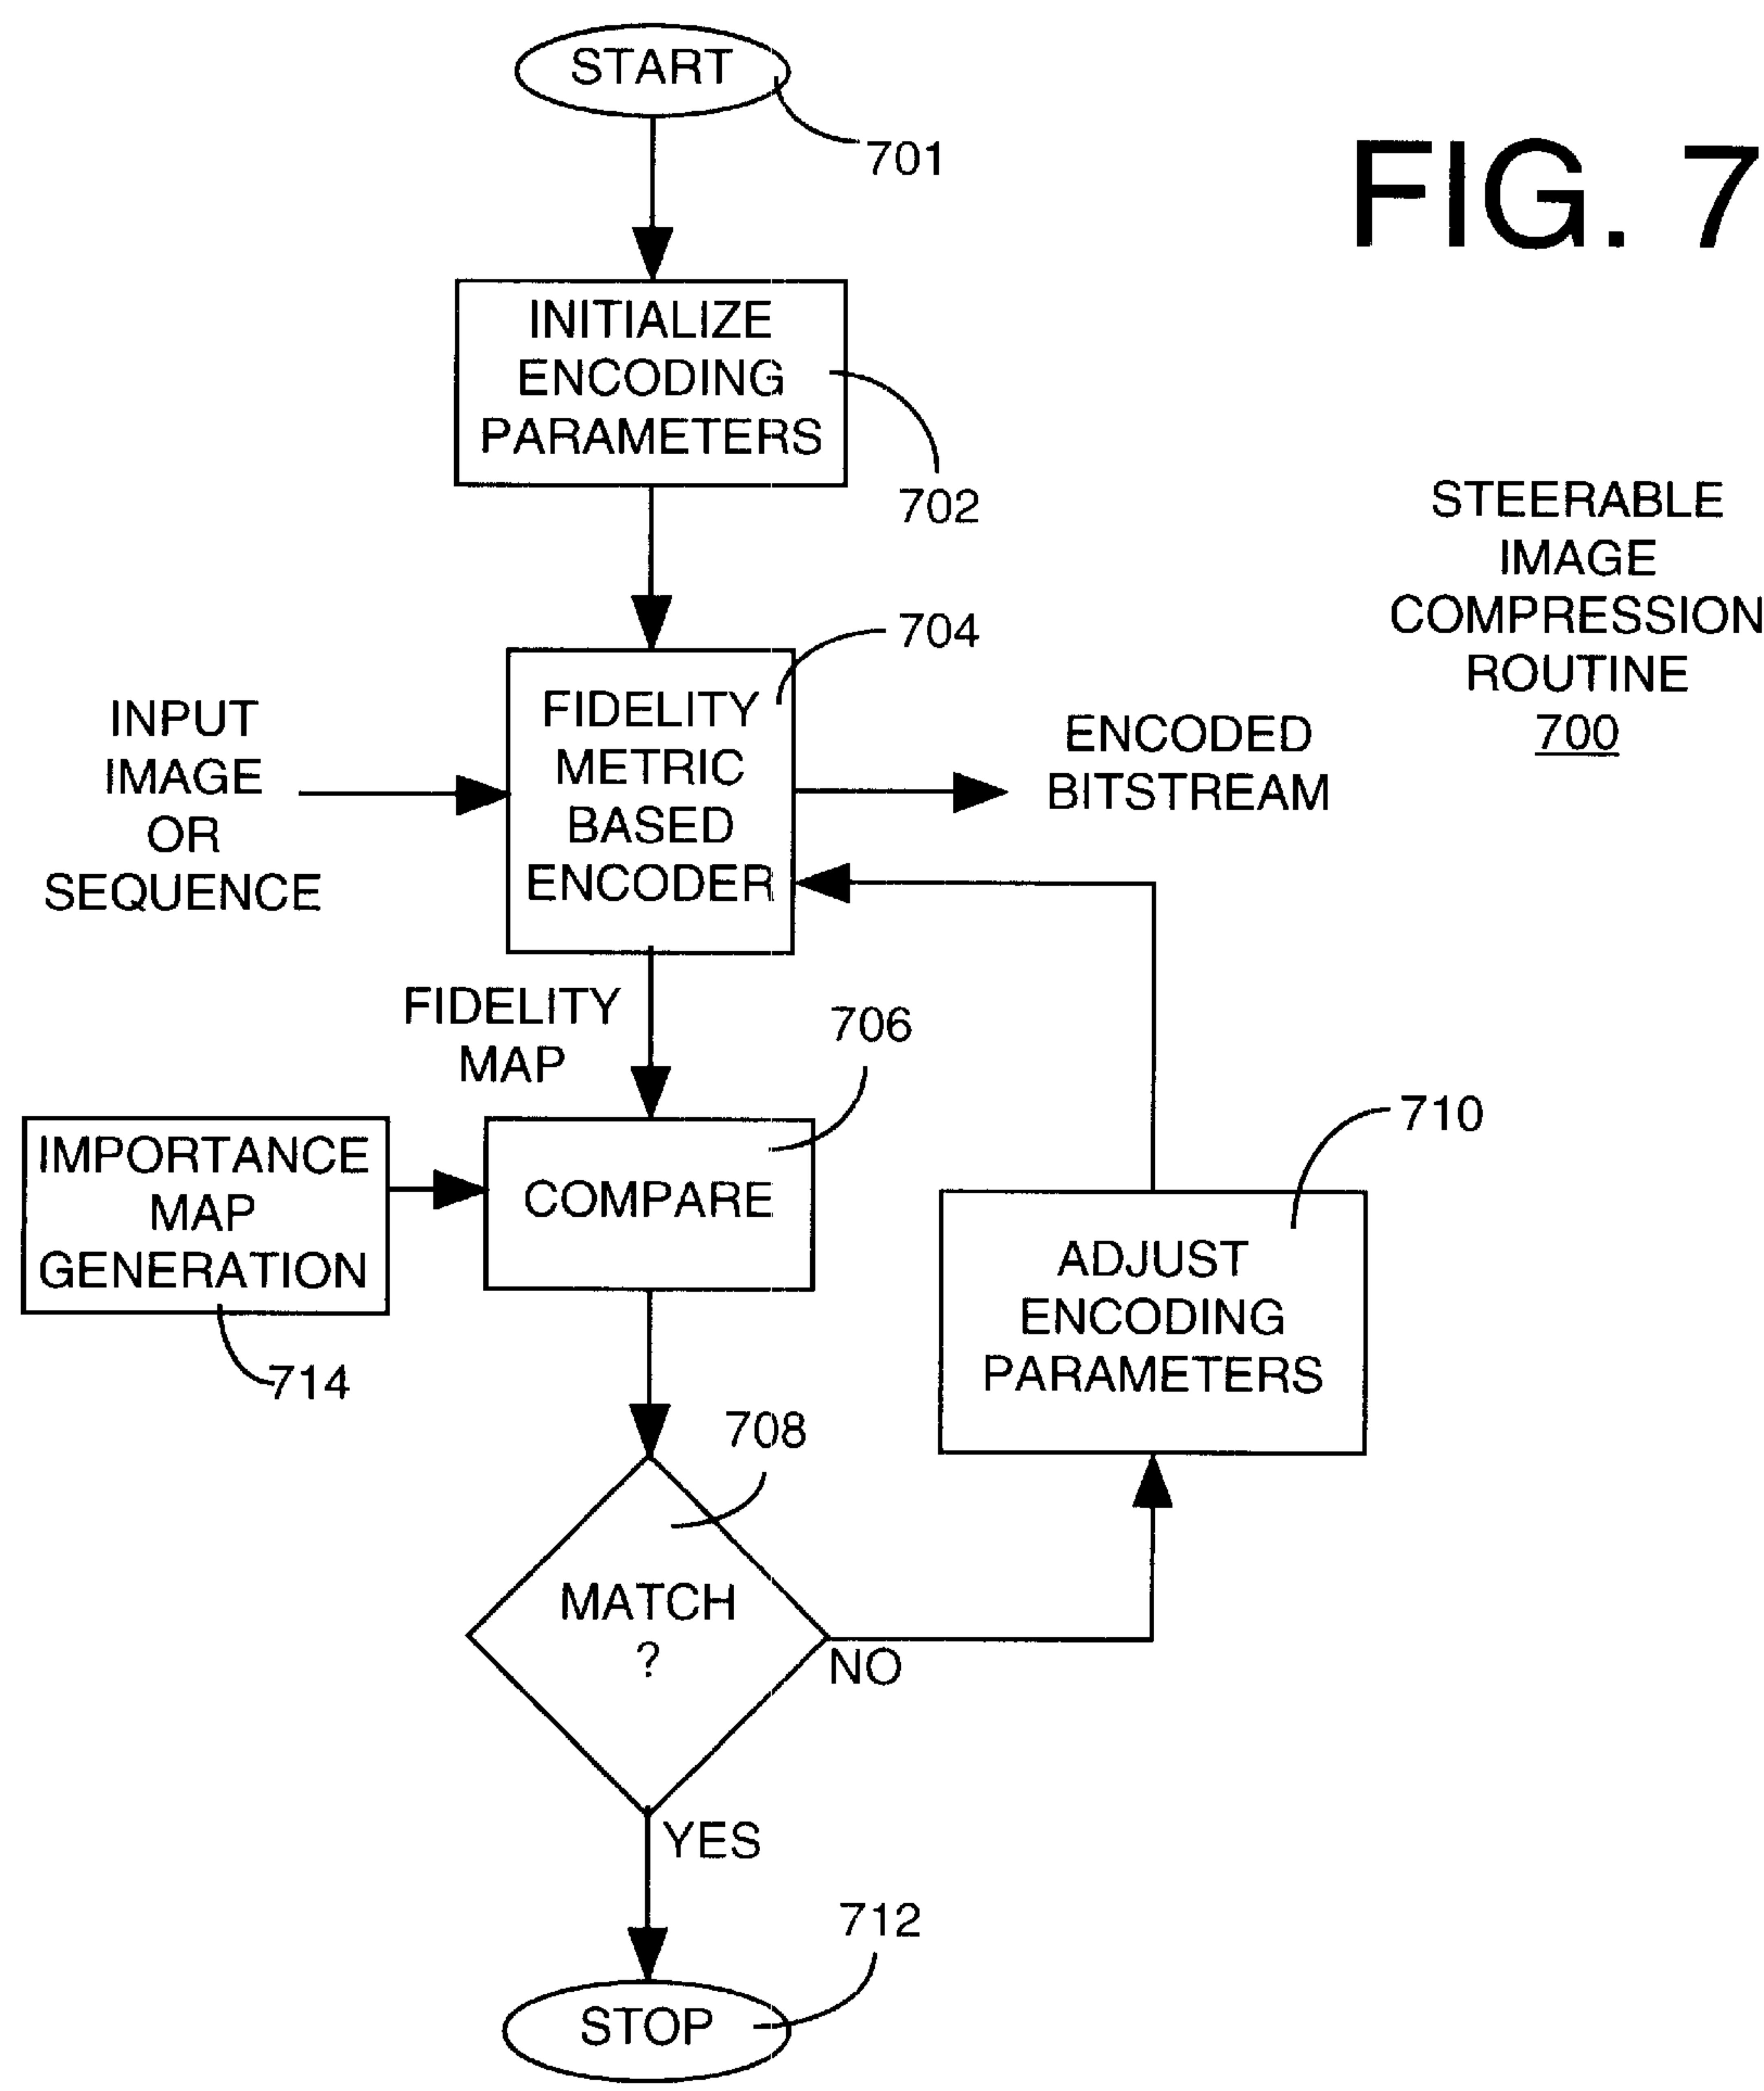 START
701
FIG. 7
INITIALIZE
ENCODING
PARAMETERS
702
STEERABLE
IMAGE
COMPRESSION
ROUTINE
700
704
INPUT
IMAGE
OR
SEQUENCE
FIDELITY
METRIC
BASED
ENCODER
ENCODED
BITSTREAM
FIDELITY
MAP
706
IMPORTANCE
MAP
GENERATION
714
COMPARE
710
ADJUST
ENCODING
PARAMETERS
708
MATCH
?
NO
YES
712
STOP